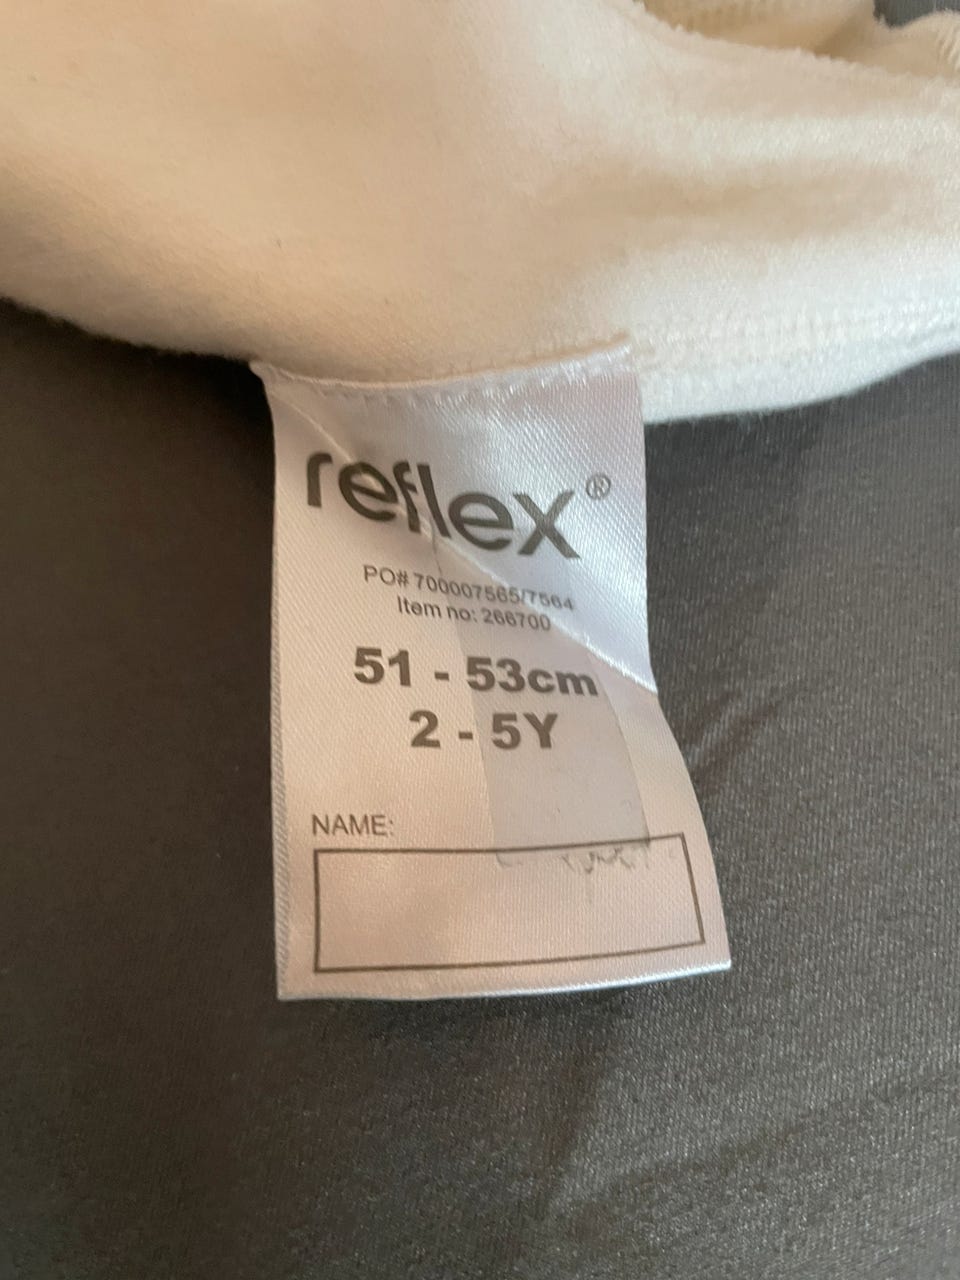 reflex®
PO# 700007565/7564
Item no: 266700
51 - 53cm
2 - 5Y
NAME: